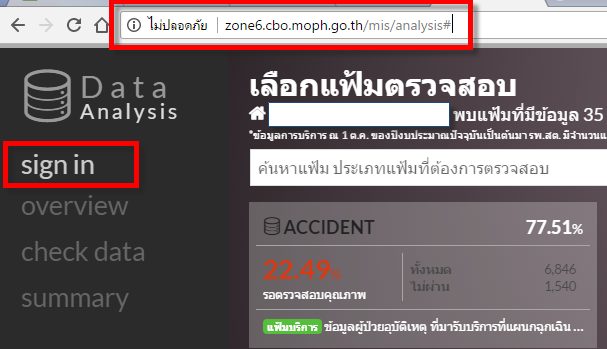 ไม่ปลอดภัย | zone6.cbo.moph.go.th/mis/analysis#
Data
Analysis
sign in
overview
check data
summary
เลือกแฟ้มตรวจสอบ
พบแฟ้มที่มีข้อมูล 35
*ข้อมูลการบริการ ณ 1 ต.ค. ของปีงบประมาณปัจจุบันเป็นต้นมา รพ.สต. มีจำนวน
ค้นหาแฟ้ม ประเภทแฟ้มที่ต้องการตรวจสอบ
ACCIDENT 77.51%
22.49%
รอตรวจสอบคุณภาพ
ทั้งหมด 6,846
ไม่ผ่าน 1,540
แฟ้มบริการ ข้อมูลผู้ป่วยอุบัติเหตุ ที่มารับบริการที่แผนกฉุกเฉิน ...